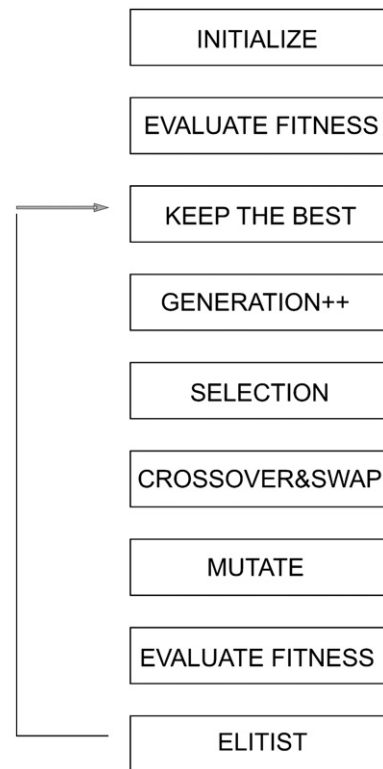 INITIALIZE
EVALUATE FITNESS
KEEP THE BEST
GENERATION++
SELECTION
CROSSOVER&SWAP
MUTATE
EVALUATE FITNESS
ELITIST